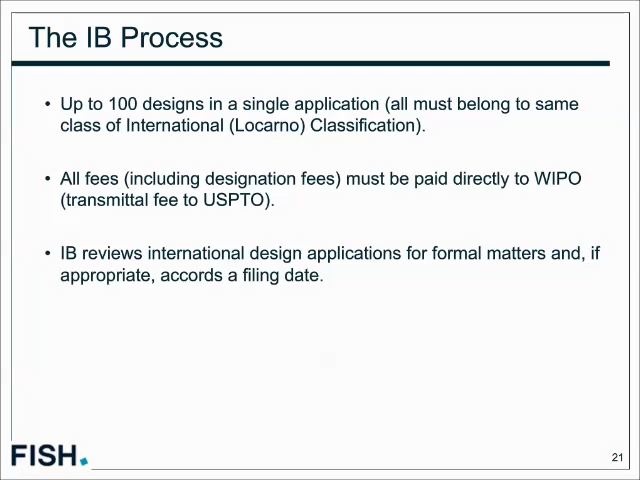 The IB Process
• Up to 100 designs in a single application (all must belong to same
class of International (Locarno) Classification).
• All fees (including designation fees) must be paid directly to WIPO
(transmittal fee to USPTO).
• IB reviews international design applications for formal matters and, if
appropriate, accords a filing date.
FISH.
21